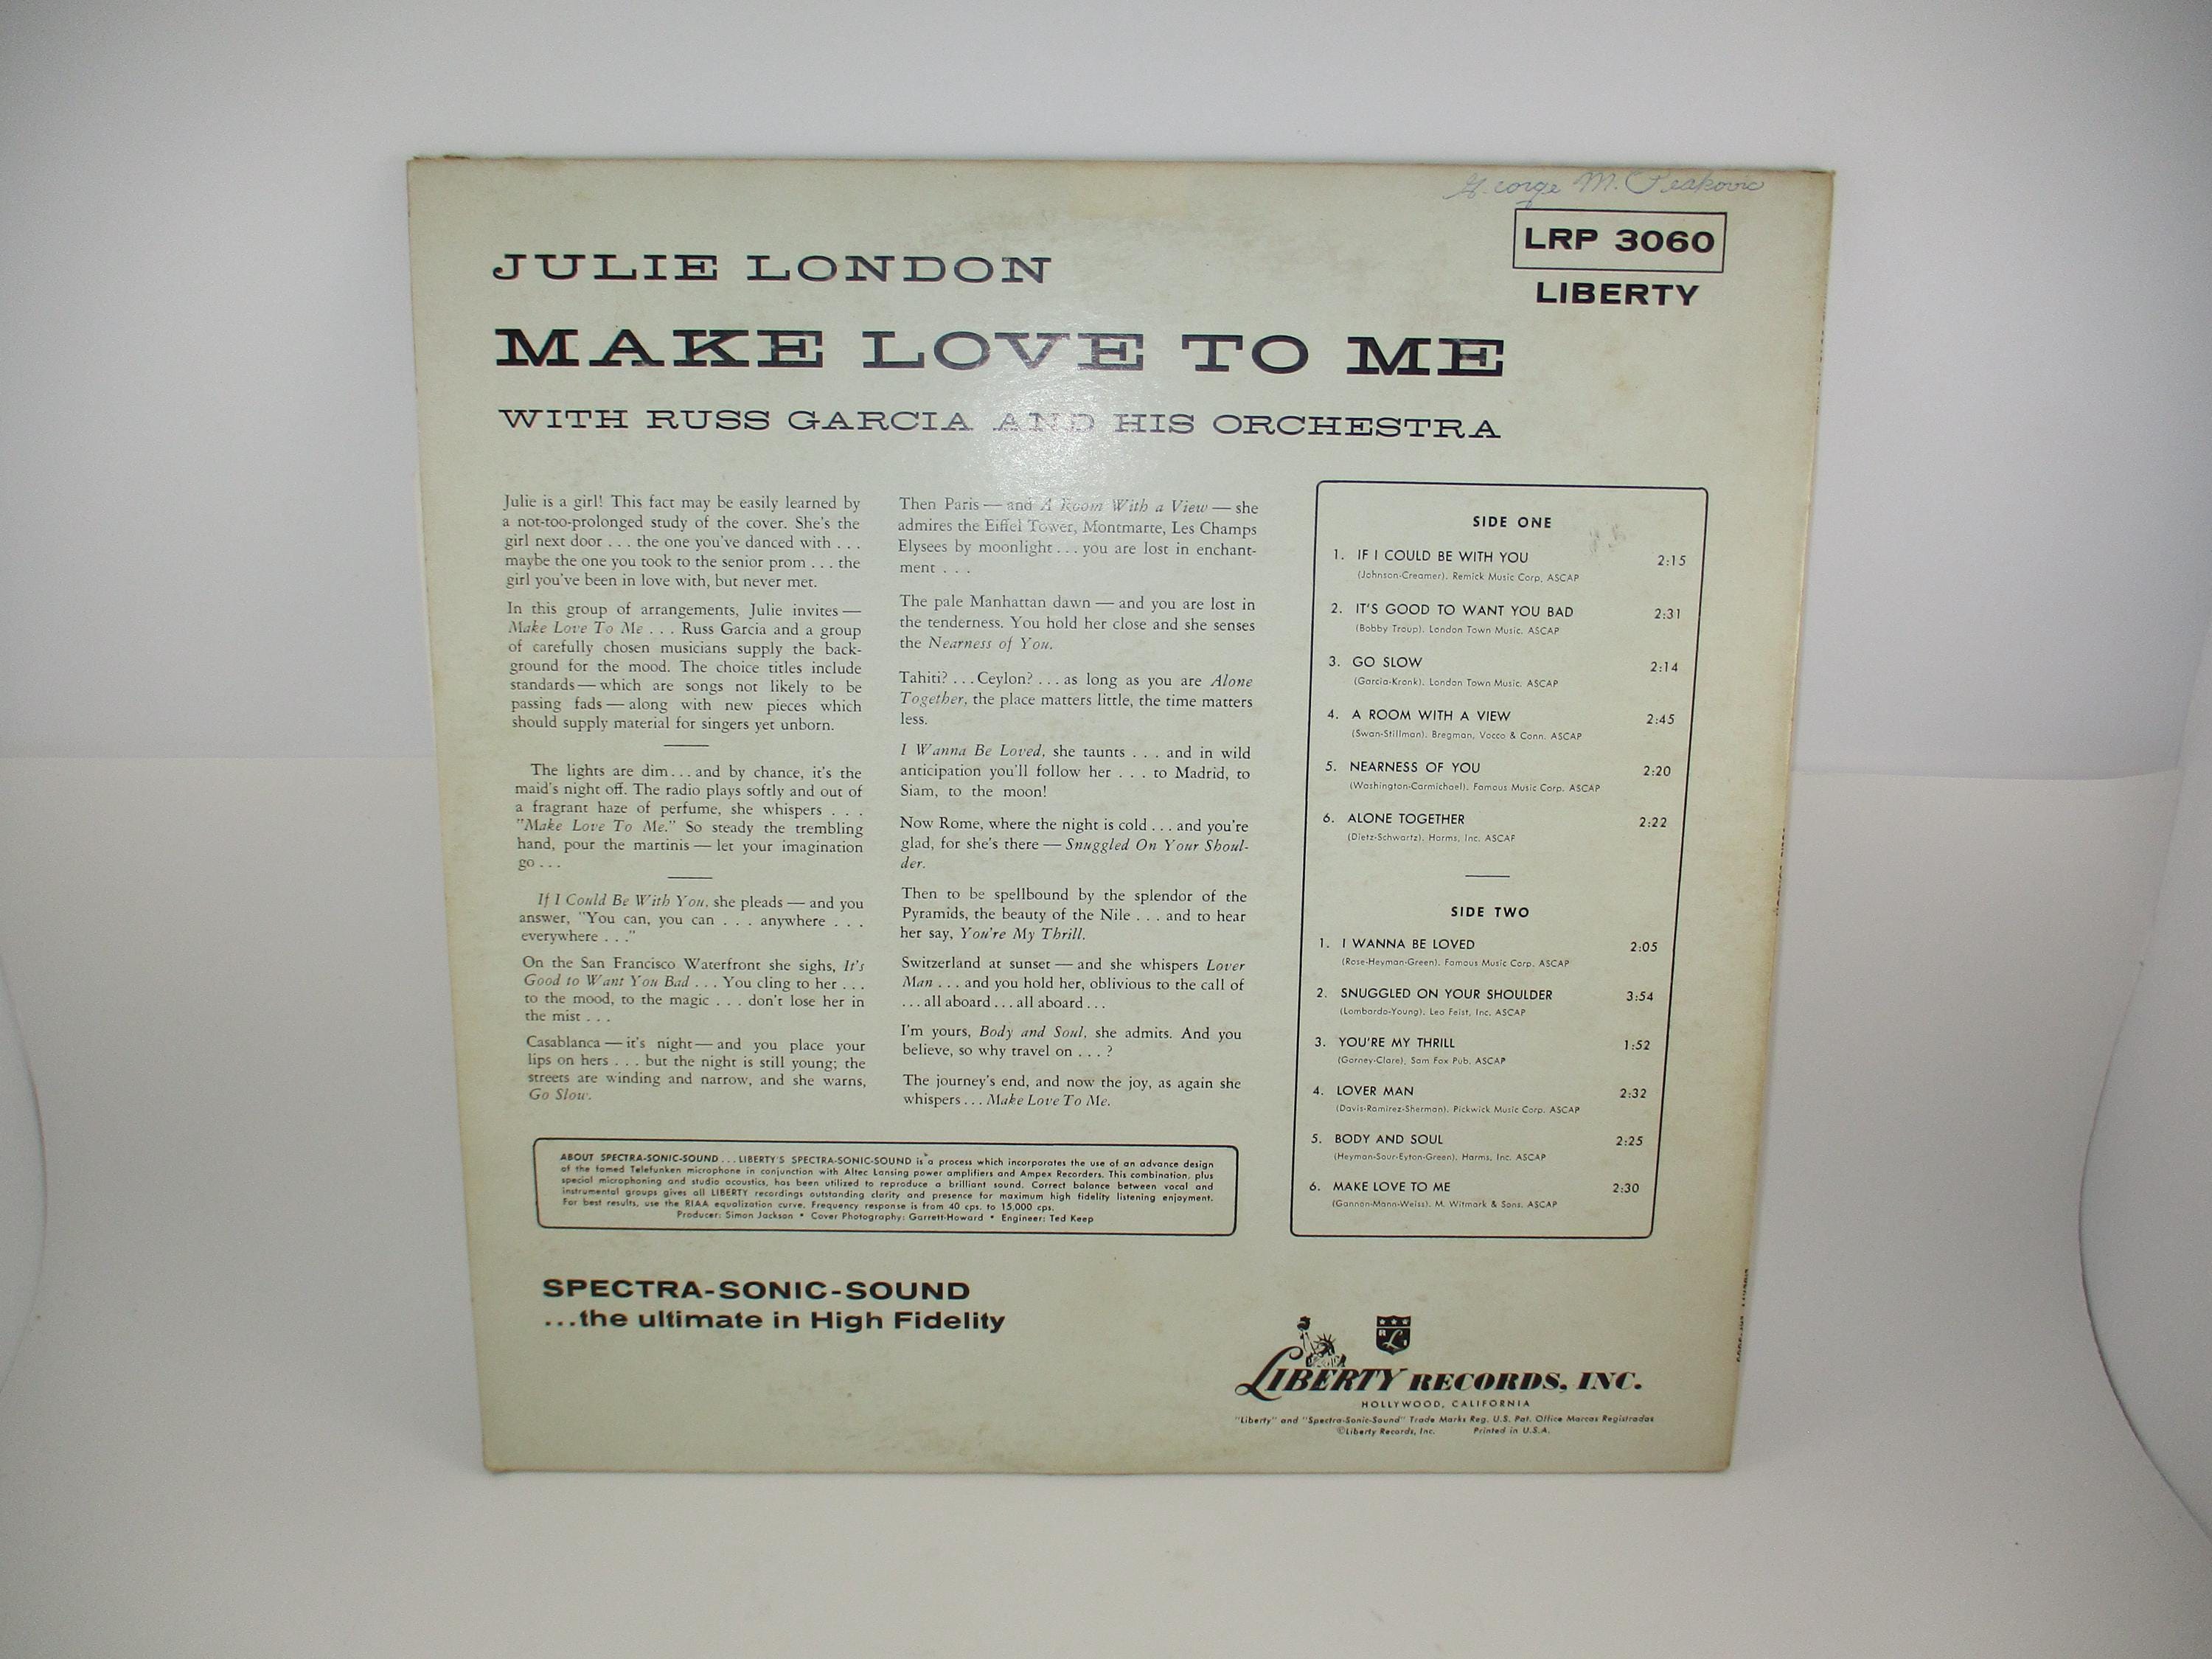 George M.
LRP 3060
LIBERTY
JULIE LONDON
MAKE LOVE TO ME
WITH RUSS GARCIA AND HIS ORCHESTRA
Julie is a girl! This fact may be easily learned by
a not-too-prolonged study of the cover. She's the
girl next door . . . the one you've danced with . . .
maybe the one you took to the senior prom . . . the
girl you've been in love with, but never met.
In this group of arrangements, Julie invites —
Make Love To Me . . . Russ Garcia and a group
of carefully chosen musicians supply the back-
ground for the mood. The choice titles include
standards — which are songs not likely to be
passing fads — along with new pieces which
should supply material for singers yet unborn.
The lights are dim . . . and by chance, it's the
maid's night off. The radio plays softly and out of
a fragrant haze of perfume, she whispers . . .
"Make Love To Me." So steady the trembling
hand, pour the martinis — let your imagination
go . . .
If I Could Be With You, she pleads — and you
answer, "You can, you can . . . anywhere . . .
everywhere . . ."
On the San Francisco Waterfront she sighs, It's
Good to Want You Bad . . . You cling to her . . .
to the mood, to the magic . . . don't lose her in
the mist . . .
Casablanca — it's night — and you place your
lips on hers . . . but the night is still young; the
streets are winding and narrow, and she warns,
Go Slow.
Then Paris — and A Room With a View — she
admires the Eiffel Tower, Montmarte, Les Champs
Elysees by moonlight . . . you are lost in enchant-
ment . . .
The pale Manhattan dawn — and you are lost in
the tenderness. You hold her close and she senses
the Nearness of You.
Tahiti? . . . Ceylon? . . . as long as you are Alone
Together, the place matters little, the time matters
less.
I Wanna Be Loved, she taunts . . . and in wild
anticipation you'll follow her . . . to Madrid, to
Siam, to the moon!
Now Rome, where the night is cold . . . and you're
glad, for she's there — Snuggled On Your Shoul-
der.
Then to be spellbound by the splendor of the
Pyramids, the beauty of the Nile . . . and to hear
her say, You're My Thrill.
Switzerland at sunset — and she whispers Lover
Man . . . and you hold her, oblivious to the call of
. . . all aboard . . . all aboard . . .
I'm yours, Body and Soul, she admits. And you
believe, so why travel on . . . ?
The journey's end, and now the joy, as again she
whispers . . . Make Love To Me.
SIDE ONE
1. IF I COULD BE WITH YOU 2:15
(Johnson-Creamer). Remick Music Corp. ASCAP
2. IT'S GOOD TO WANT YOU BAD 2:31
(Bobby Troup). London Town Music. ASCAP
3. GO SLOW 2:14
(Garcia-Kronk). London Town Music. ASCAP
4. A ROOM WITH A VIEW 2:45
(Swan-Stillman). Bregman, Vocco & Conn. ASCAP
5. NEARNESS OF YOU 2:20
(Washington-Carmichael). Famous Music Corp. ASCAP
6. ALONE TOGETHER 2:22
(Dietz-Schwartz). Harms, Inc. ASCAP
SIDE TWO
1. I WANNA BE LOVED 2:05
(Rose-Heyman-Green). Famous Music Corp. ASCAP
2. SNUGGLED ON YOUR SHOULDER 3:54
(Lombardo-Young). Leo Feist, Inc. ASCAP
3. YOU'RE MY THRILL 1:52
(Gorney-Clare), Sam Fox Pub. ASCAP
4. LOVER MAN 2:32
(Davis-Ramirez-Sherman). Pickwick Music Corp. ASCAP
5. BODY AND SOUL 2:25
(Heyman-Sour-Eyton-Green). Harms, Inc. ASCAP
6. MAKE LOVE TO ME 2:30
(Gannon-Mann-Weiss). M. Witmark & Sons. ASCAP
ABOUT SPECTRA-SONIC-SOUND . . . LIBERTY'S SPECTRA-SONIC-SOUND is a process which incorporates the use of an advance design
of the famed Telefunken microphone in conjunction with Altec Lansing power amplifiers and Ampex Recorders. This combination, plus
special microphoning and studio acoustics, has been utilized to reproduce a brilliant sound. Correct balance between vocal and
instrumental groups gives all LIBERTY recordings outstanding clarity and presence for maximum high fidelity listening enjoyment.
For best results, use the RIAA equalization curve. Frequency response is from 40 cps. to 15,000 cps.
Producer: Simon Jackson • Cover Photography: Garrett-Howard • Engineer: Ted Keep
SPECTRA-SONIC-SOUND
...the ultimate in High Fidelity
LIBERTY RECORDS, INC.
HOLLYWOOD, CALIFORNIA
"Liberty" and "Spectra-Sonic-Sound" Trade Marks Reg. U.S. Pat. Office Marcas Registradas
©Liberty Records, Inc. Printed in U.S.A.